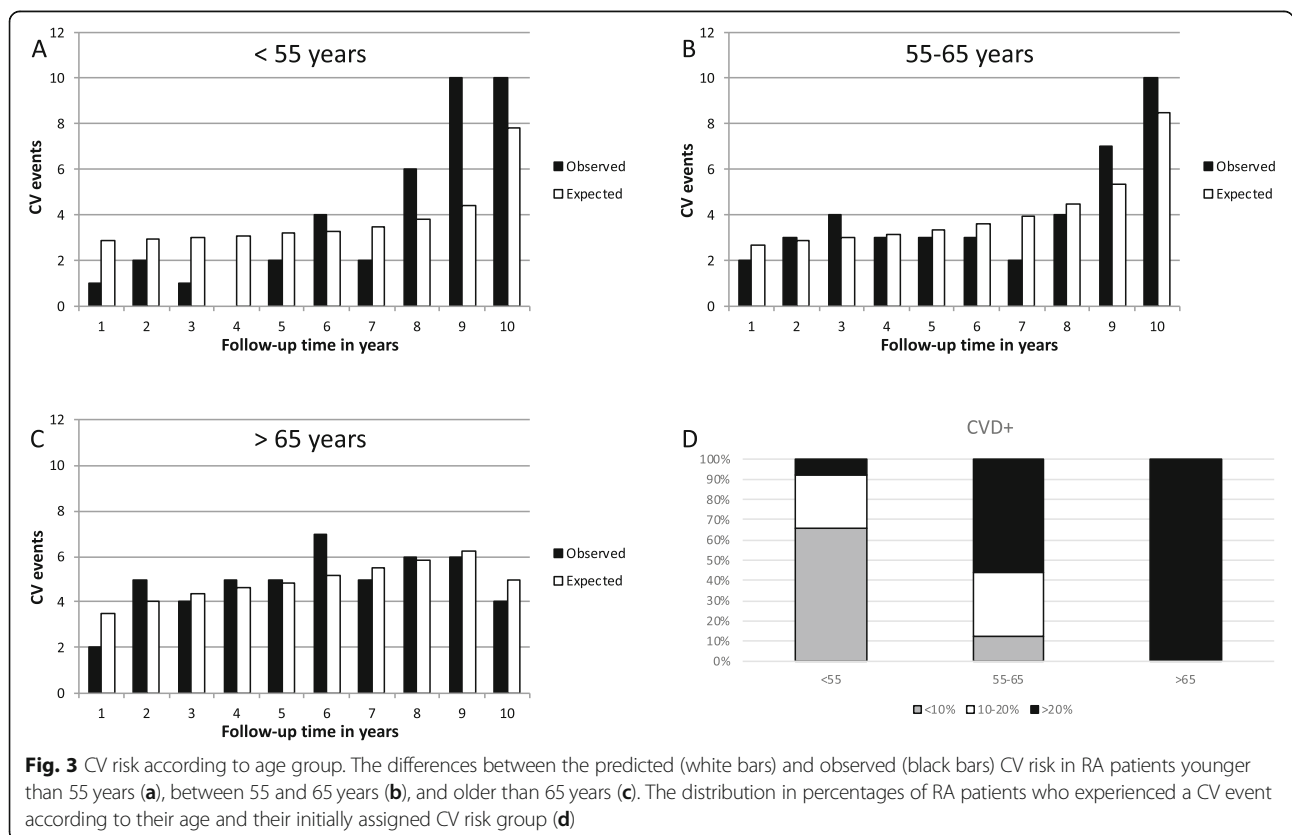 A
< 55 years
12
10
8
6
4
2
0
CV events
1 2 3 4 5 6 7 8 9 10
Follow-up time in years
Observed
Expected
B
55-65 years
12
10
8
6
4
2
0
CV events
1 2 3 4 5 6 7 8 9 10
Follow-up time in years
Observed
Expected
C
> 65 years
12
10
8
6
4
2
0
CV events
1 2 3 4 5 6 7 8 9 10
Follow-up time in years
Observed
Expected
D
CVD+
100%
90%
80%
70%
60%
50%
40%
30%
20%
10%
0%
<55 55-65 >65
<10% 10-20% >20%
Fig. 3 CV risk according to age group. The differences between the predicted (white bars) and observed (black bars) CV risk in RA patients younger
than 55 years (a), between 55 and 65 years (b), and older than 65 years (c). The distribution in percentages of RA patients who experienced a CV event
according to their age and their initially assigned CV risk group (d)